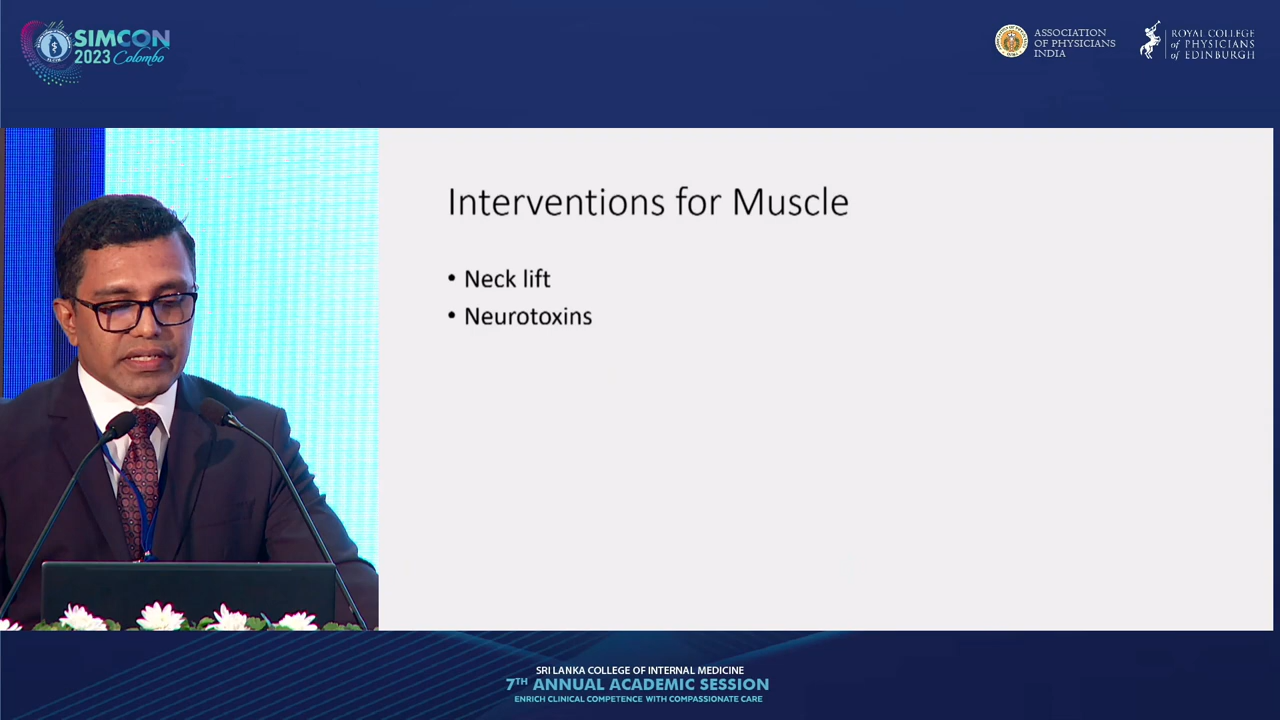 SIMCON
2023 Colombo
ASSOCIATION
OF PHYSICIANS
INDIA
ROYAL COLLEGE
of PHYSICIANS
of EDINBURGH
Interventions for Muscle
• Neck lift
• Neurotoxins
SRI LANKA COLLEGE OF INTERNAL MEDICINE
7TH ANNUAL ACADEMIC SESSION
ENRICH CLINICAL COMPETENCE WITH COMPASSIONATE CARE